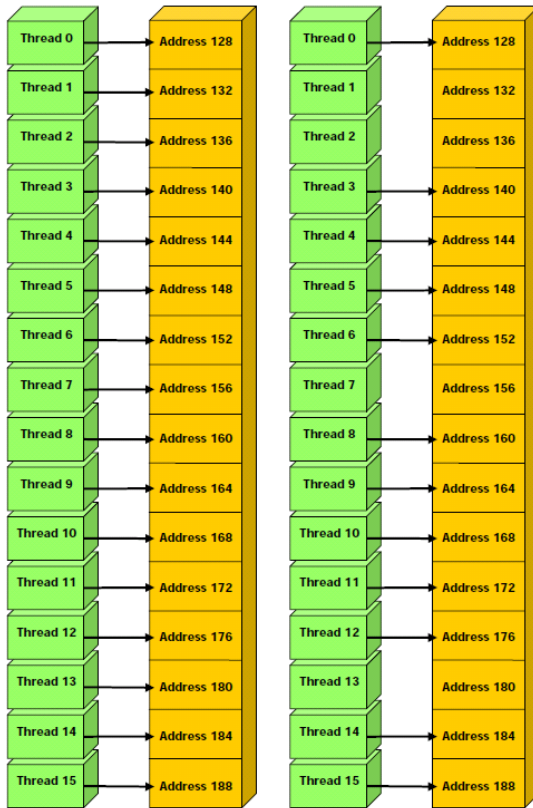 Thread 0 Address 128 Thread 0 Address 128
Thread 1 Address 132 Thread 1 Address 132
Thread 2 Address 136 Thread 2 Address 136
Thread 3 Address 140 Thread 3 Address 140
Thread 4 Address 144 Thread 4 Address 144
Thread 5 Address 148 Thread 5 Address 148
Thread 6 Address 152 Thread 6 Address 152
Thread 7 Address 156 Thread 7 Address 156
Thread 8 Address 160 Thread 8 Address 160
Thread 9 Address 164 Thread 9 Address 164
Thread 10 Address 168 Thread 10 Address 168
Thread 11 Address 172 Thread 11 Address 172
Thread 12 Address 176 Thread 12 Address 176
Thread 13 Address 180 Thread 13 Address 180
Thread 14 Address 184 Thread 14 Address 184
Thread 15 Address 188 Thread 15 Address 188